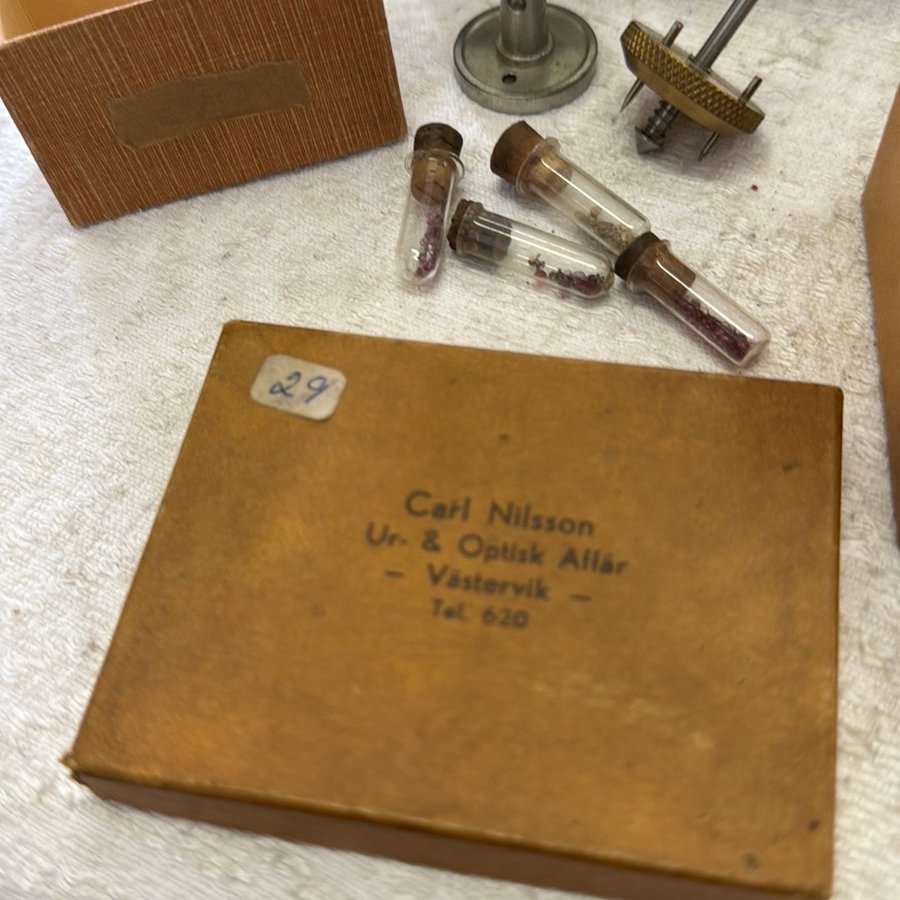 29
Carl Nilsson
Ur- & Optisk Affär
- Västervik -
Tel. 620